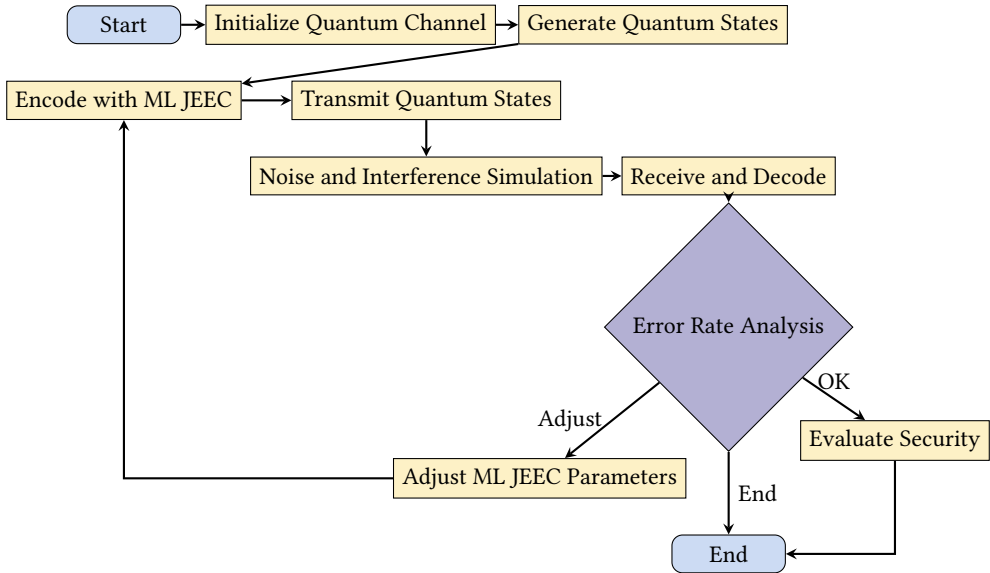 Start
Initialize Quantum Channel
Generate Quantum States
Encode with ML JEEC
Transmit Quantum States
Noise and Interference Simulation
Receive and Decode
Error Rate Analysis
OK
Adjust
Evaluate Security
Adjust ML JEEC Parameters
End
End